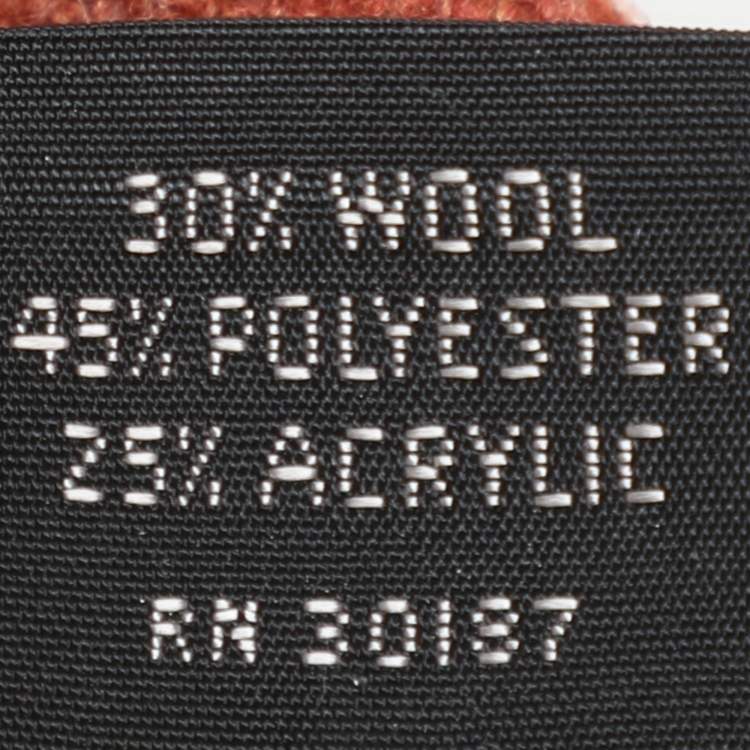 30% WOOL
45% POLYESTER
25% ACRYLIC
RN 30187